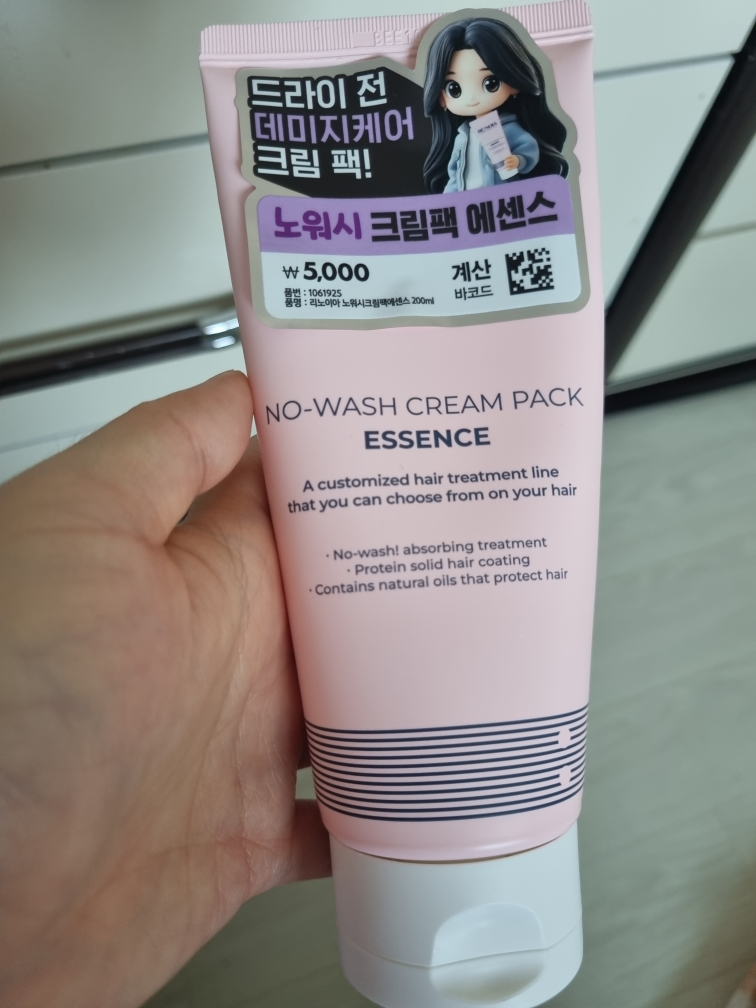 드라이 전
데미지케어
크림 팩!
노워시 크림팩 에센스
₩ 5,000
계산
바코드
품번 : 1061925
품명 : 리노이아 노워시크림팩에센스 200ml
NO-WASH CREAM PACK
ESSENCE
A customized hair treatment line
that you can choose from on your hair
· No-wash! absorbing treatment
· Protein solid hair coating
· Contains natural oils that protect hair